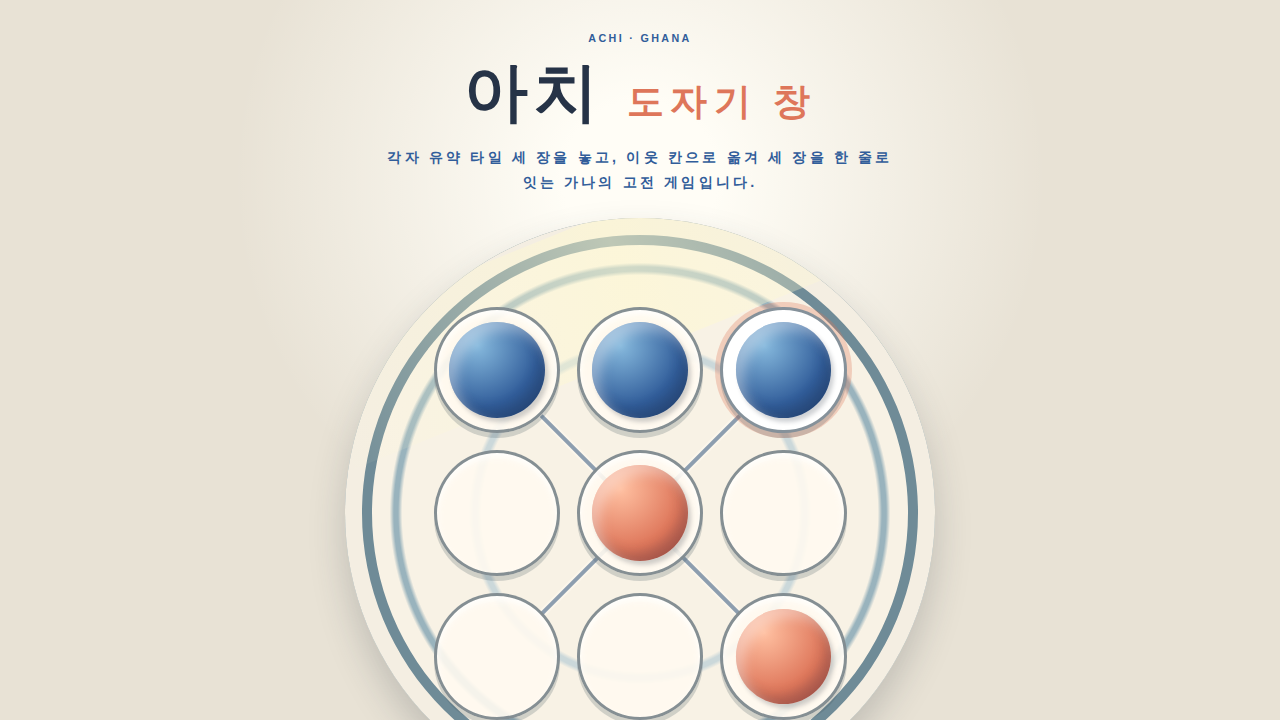 ACHI · GHANA
아치 도자기 창
각자 유약 타일 세 장을 놓고, 이웃 칸으로 옮겨 세 장을 한 줄로
잇는 가나의 고전 게임입니다.